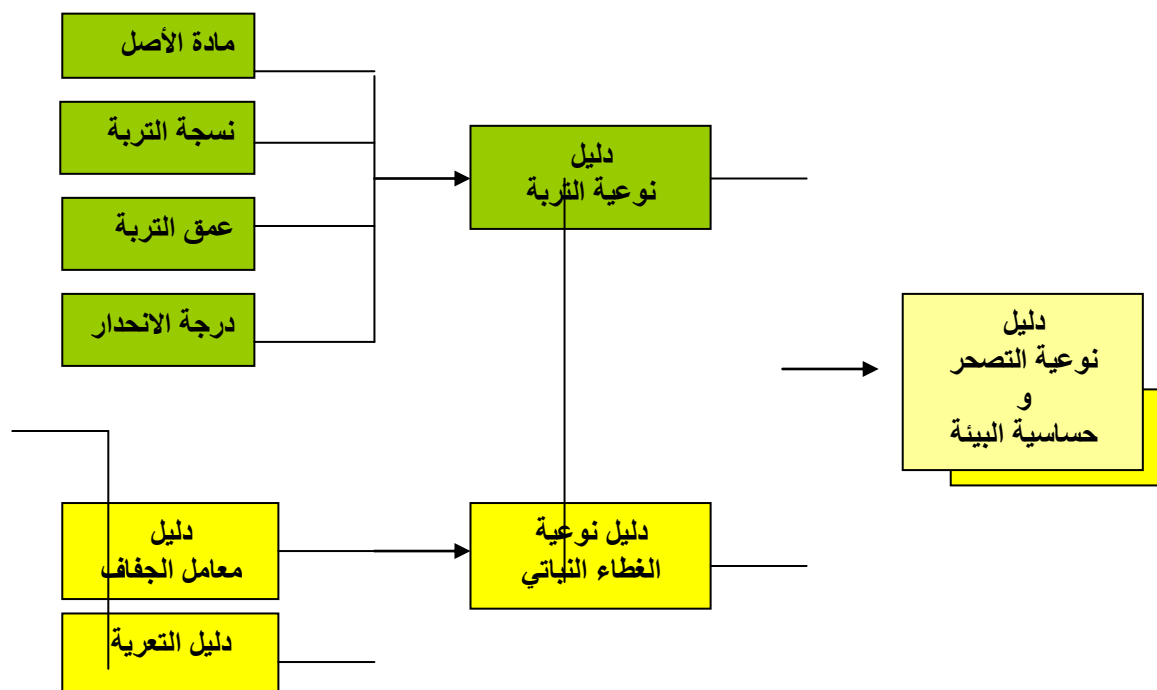 مادة الأصل
نسجة التربة
عمق التربة
درجة الانحدار
دليل
نوعية التربة
دليل
نوعية التصحر
و
حساسية البيئة
دليل
معامل الجفاف
دليل نوعية
الغطاء النباتي
دليل التعرية